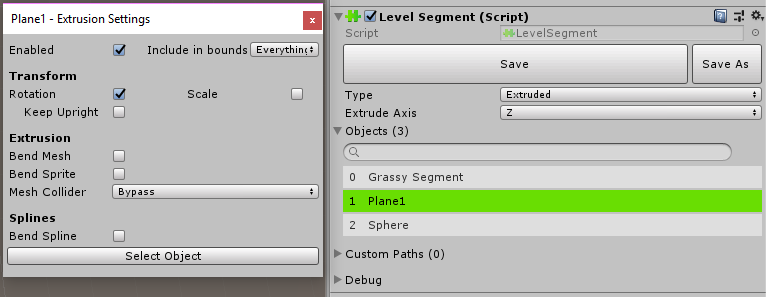 Plane1 - Extrusion Settings
x
Enabled Include in bounds Everything
Transform
Rotation Scale
Keep Upright
Extrusion
Bend Mesh
Bend Sprite
Mesh Collider Bypass
Splines
Bend Spline
Select Object
Level Segment (Script)
Script LevelSegment
Save Save As
Type Extruded
Extrude Axis Z
Objects (3)
0 Grassy Segment
1 Plane1
2 Sphere
Custom Paths (0)
Debug